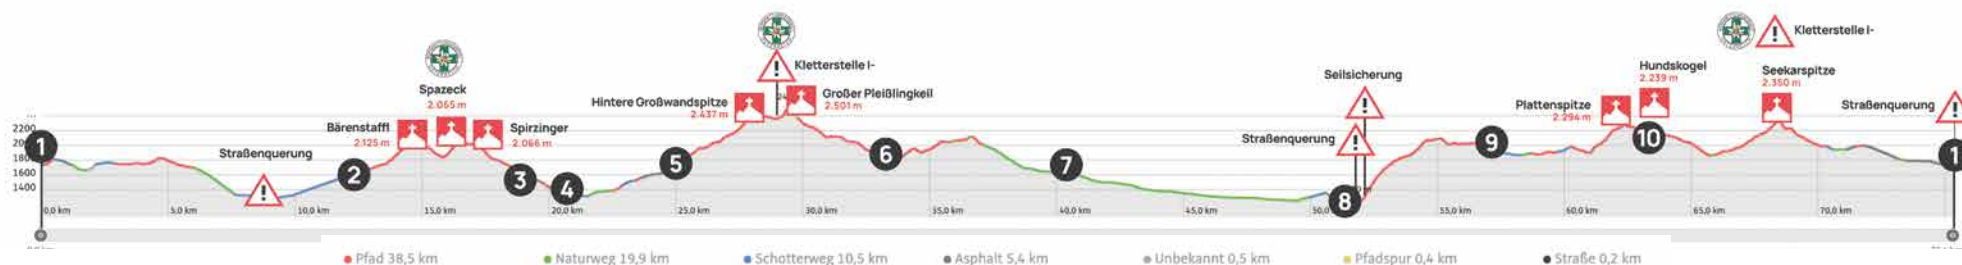 Kletterstelle I-
Kletterstelle I-
Spazeck
2.065 m
Hintere Großwandspitze
2.437 m
Großer Pleißlingkeil
2.501 m
Seilsicherung
Hundskogel
2.239 m
Seekarspitze
2.350 m
Plattenspitze
2.294 m
Straßenquerung
Bärenstaffl
2.125 m
Spirzinger
2.066 m
Straßenquerung
Straßenquerung
2200
1800
1600
1400
1
2
3
4
5
6
7
8
9
10
1
0,0 km
5,0 km
10,0 km
15,0 km
20,0 km
25,0 km
30,0 km
35,0 km
40,0 km
45,0 km
50,0
55,0 km
60,0 km
65,0 km
70,0 km
Pfad 38,5 km
Naturweg 19,9 km
Schotterweg 10,5 km
Asphalt 5,4 km
Unbekannt 0,5 km
Pfadspur 0,4 km
Straße 0,2 km